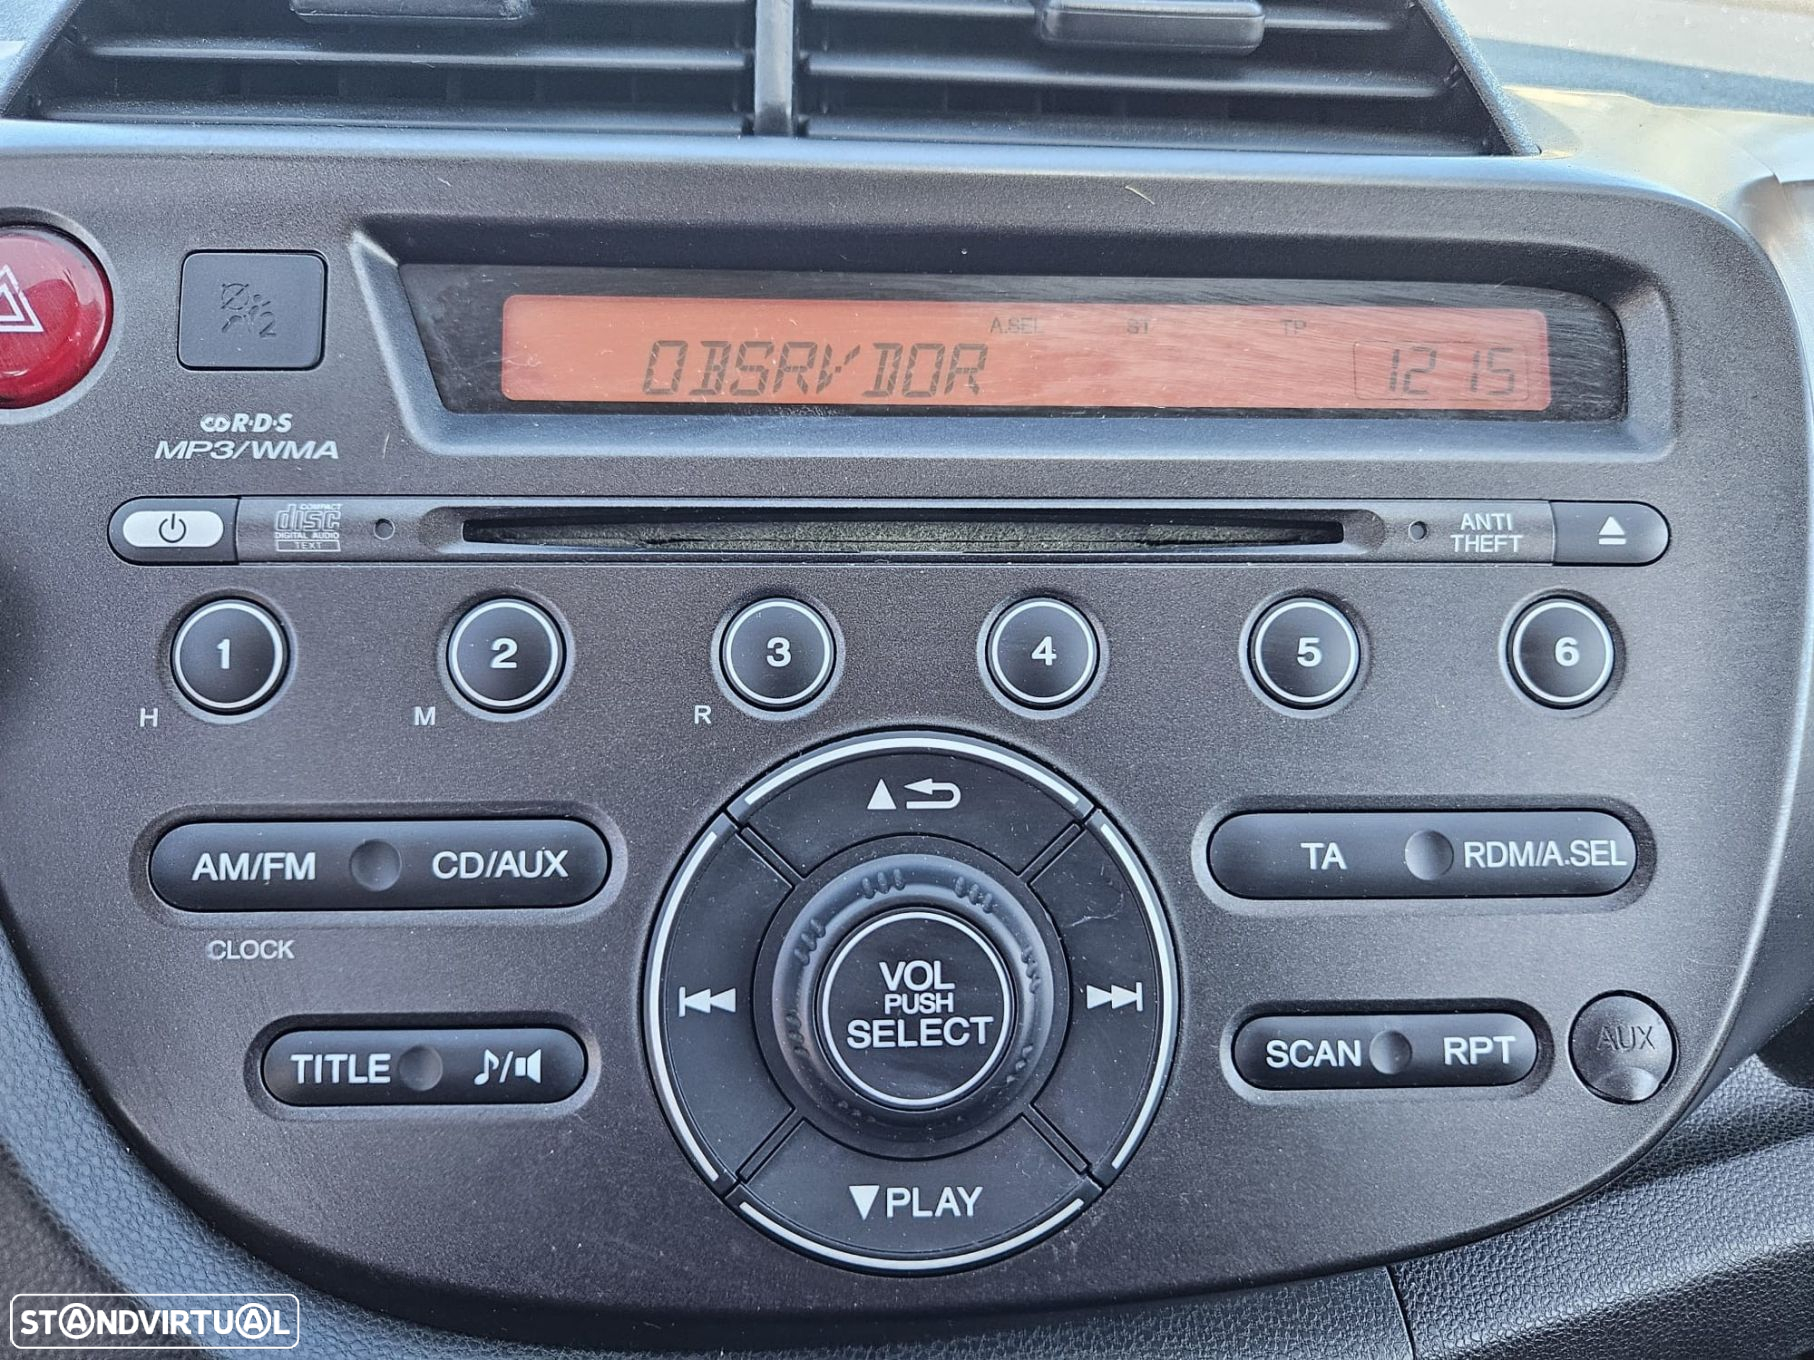 A.SEL ST TP
OBSRVDOR 12 15
R·D·S
MP3/WMA
COMPACT
disc
DIGITAL AUDIO
TEXT
ANTI
THEFT
1 2 3 4 5 6
H M R
AM/FM CD/AUX
TA RDM/A.SEL
CLOCK
VOL
PUSH
SELECT
TITLE
SCAN RPT
AUX
PLAY
STANDVIRTUAL